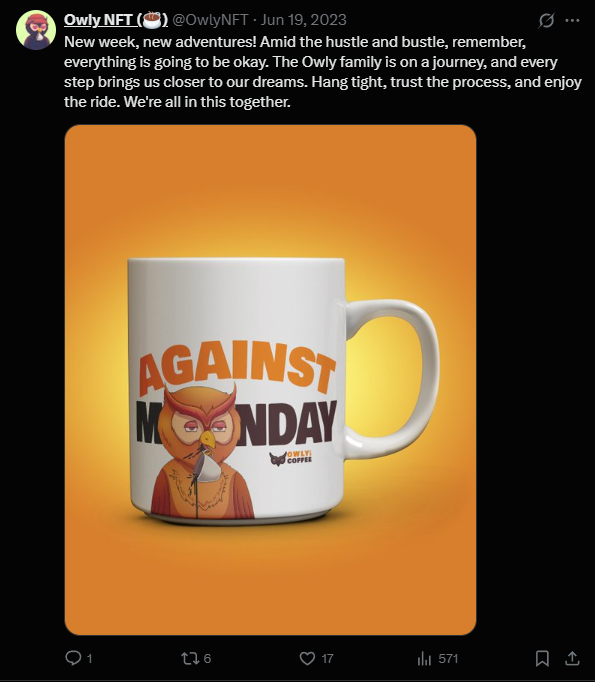 Owly NFT (☕) @OwlyNFT · Jun 19, 2023
New week, new adventures! Amid the hustle and bustle, remember,
everything is going to be okay. The Owly family is on a journey, and every
step brings us closer to our dreams. Hang tight, trust the process, and enjoy
the ride. We're all in this together.
AGAINST
M NDAY
OWLY
COFFEE
1 6 17 571